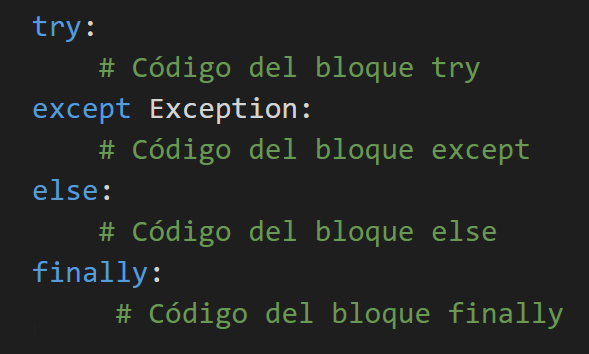 try:
    # Código del bloque try
except Exception:
    # Código del bloque except
else:
    # Código del bloque else
finally:
     # Código del bloque finally